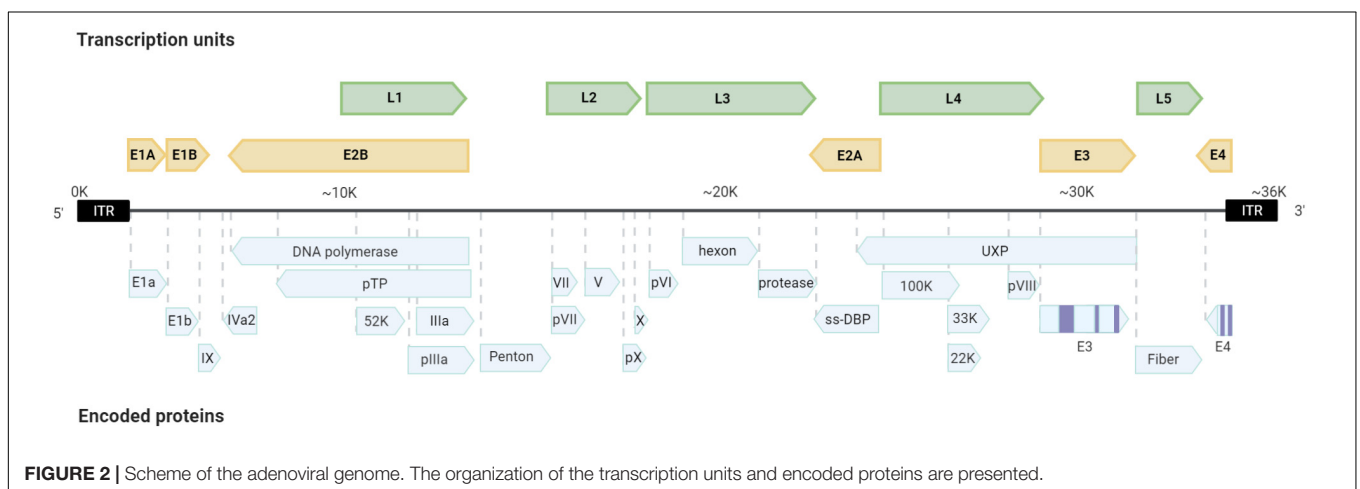 Transcription units
L1 L2 L3 L4 L5
E1A E1B E2B E2A E3 E4
0K ~10K ~20K ~30K ~36K
5' ITR ITR 3'
DNA polymerase hexon UXP
E1a pTP VII V pVI protease 100K pVIII
E1b IVa2 52K IIIa pVII X ss-DBP 33K E3 E4
IX pIIIa Penton pX 22K Fiber
Encoded proteins
FIGURE 2 | Scheme of the adenoviral genome. The organization of the transcription units and encoded proteins are presented.